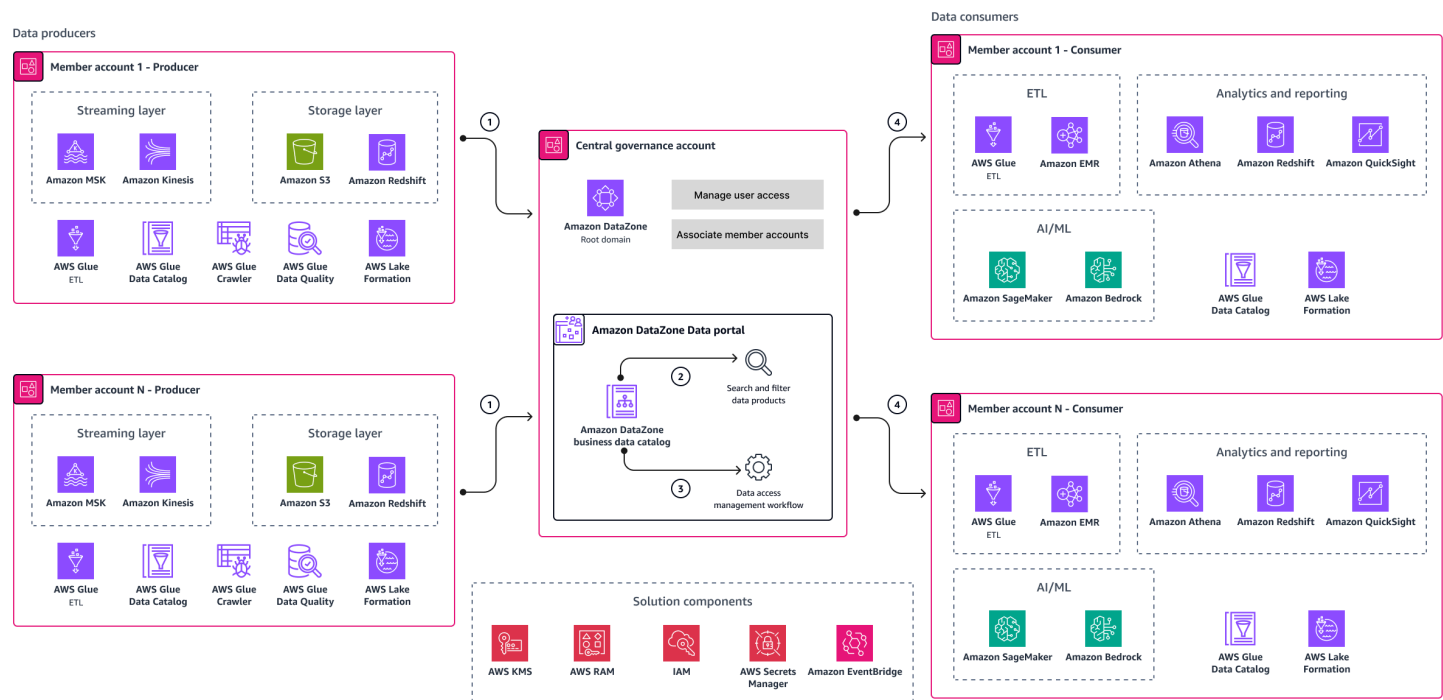 Data producers
Member account 1 - Producer
Streaming layer
Amazon MSK
Amazon Kinesis
Storage layer
Amazon S3
Amazon Redshift
AWS Glue
ETL
AWS Glue
Data Catalog
AWS Glue
Crawler
AWS Glue
Data Quality
AWS Lake
Formation
Member account N - Producer
Streaming layer
Amazon MSK
Amazon Kinesis
Storage layer
Amazon S3
Amazon Redshift
AWS Glue
ETL
AWS Glue
Data Catalog
AWS Glue
Crawler
AWS Glue
Data Quality
AWS Lake
Formation
1
1
Central governance account
Amazon DataZone
Root domain
Manage user access
Associate member accounts
Amazon DataZone Data portal
2
Search and filter
data products
Amazon DataZone
business data catalog
3
Data access
management workflow
Solution components
AWS KMS
AWS RAM
IAM
AWS Secrets
Manager
Amazon EventBridge
4
4
Data consumers
Member account 1 - Consumer
ETL
AWS Glue
ETL
Amazon EMR
Analytics and reporting
Amazon Athena
Amazon Redshift
Amazon QuickSight
AI/ML
Amazon SageMaker
Amazon Bedrock
AWS Glue
Data Catalog
AWS Lake
Formation
Member account N - Consumer
ETL
AWS Glue
ETL
Amazon EMR
Analytics and reporting
Amazon Athena
Amazon Redshift
Amazon QuickSight
AI/ML
Amazon SageMaker
Amazon Bedrock
AWS Glue
Data Catalog
AWS Lake
Formation